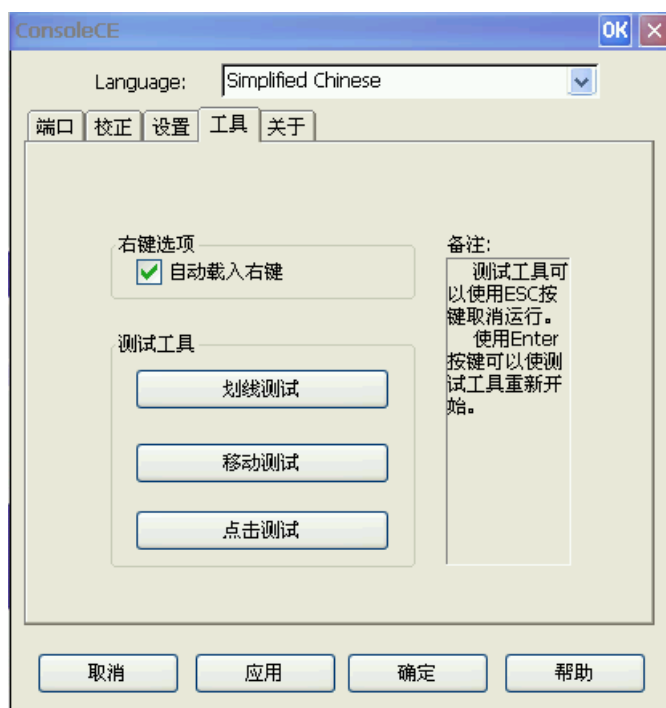 ConsoleCE OK
Language: Simplified Chinese
端口 校正 设置 工具 关于
右键选项
自动载入右键
测试工具
划线测试
移动测试
点击测试
备注:
测试工具可
以使用ESC按
键取消运行。
使用Enter
按键可以使测
试工具重新开
始。
取消 应用 确定 帮助